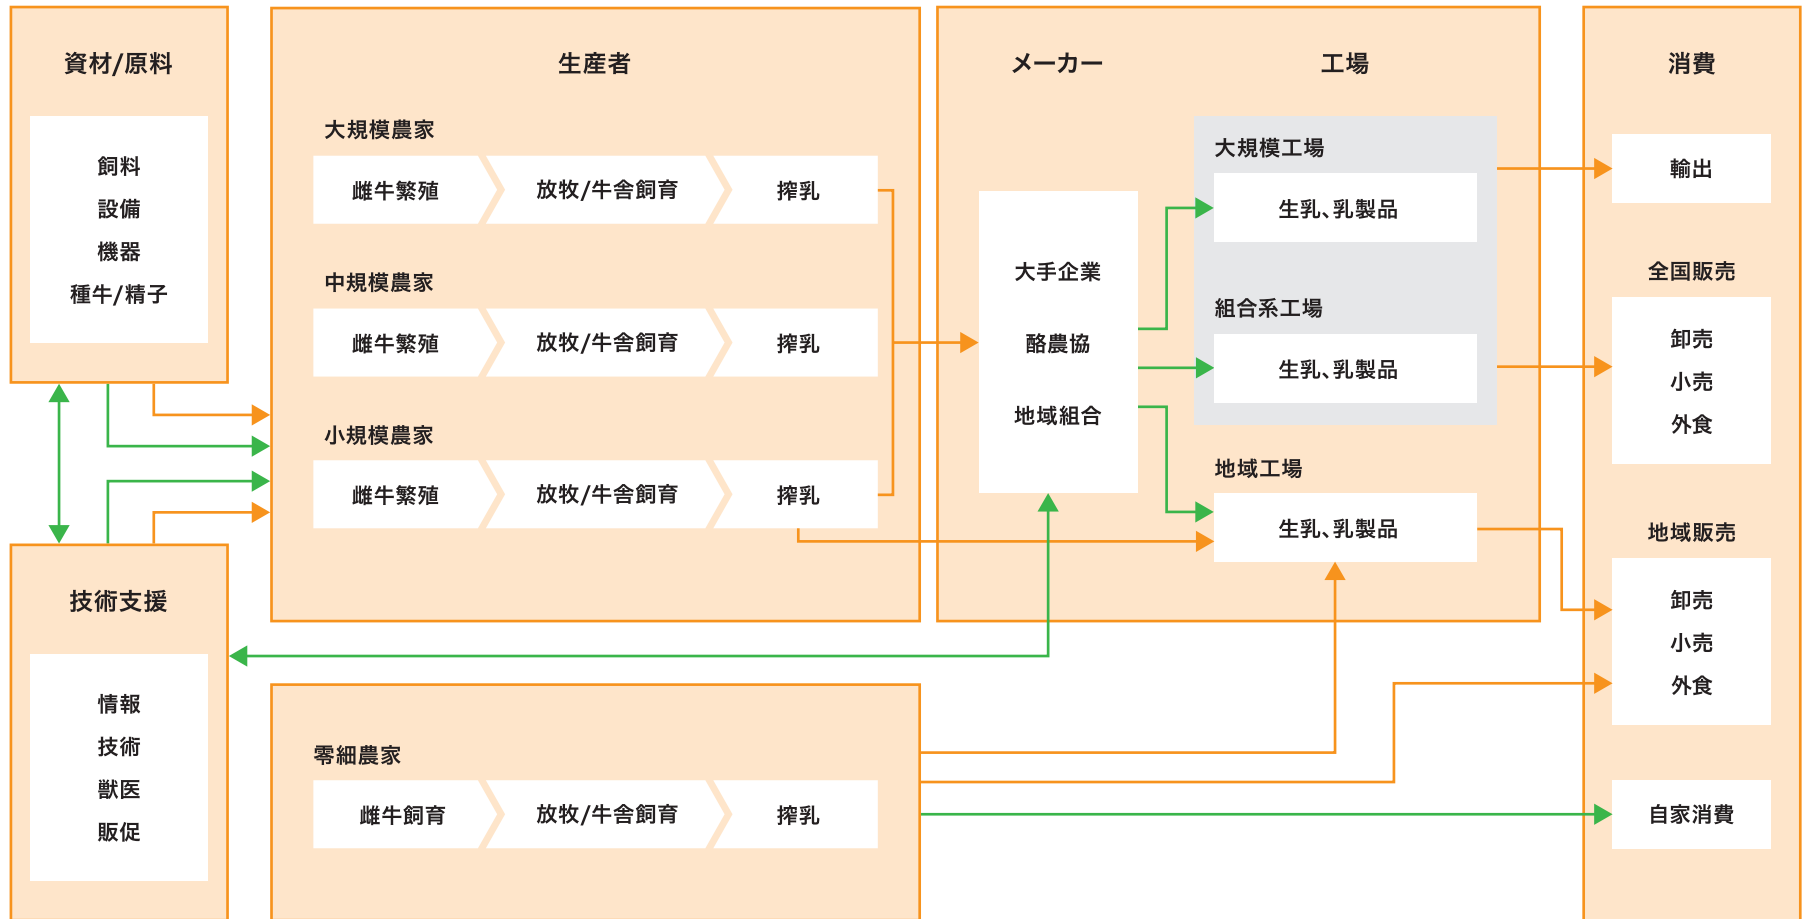 資材/原料
飼料
設備
機器
種牛/精子
技術支援
情報
技術
獣医
販促
生産者
大規模農家
雌牛繁殖
放牧/牛舎飼育
搾乳
中規模農家
雌牛繁殖
放牧/牛舎飼育
搾乳
小規模農家
雌牛繁殖
放牧/牛舎飼育
搾乳
零細農家
雌牛飼育
放牧/牛舎飼育
搾乳
メーカー
大手企業
酪農協
地域組合
工場
大規模工場
生乳、乳製品
組合系工場
生乳、乳製品
地域工場
生乳、乳製品
消費
輸出
全国販売
卸売
小売
外食
地域販売
卸売
小売
外食
自家消費